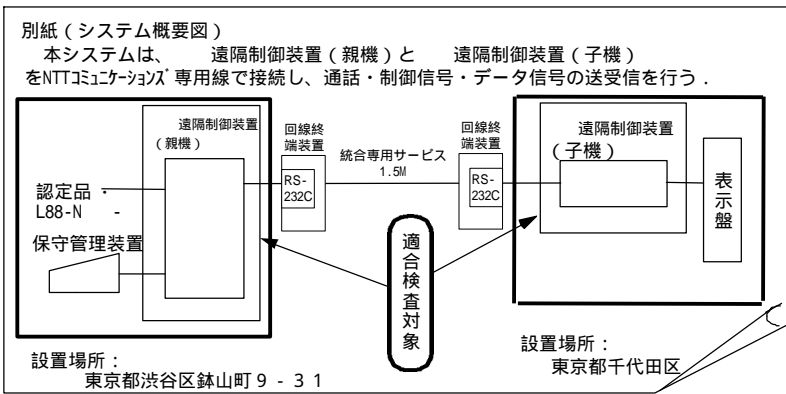 別紙(システム概要図)
本システムは、 遠隔制御装置(親機)と 遠隔制御装置(子機)
をNTTコミュニケーションズ専用線で接続し、通話・制御信号・データ信号の送受信を行う.
遠隔制御装置
(親機)
認定品・
L88-N -
保守管理装置
回線終
端装置
RS-
232C
統合専用サービス
1.5M
回線終
端装置
RS-
232C
遠隔制御装置
(子機)
表示盤
適合検査対象
設置場所:
東京都渋谷区鉢山町9-31
設置場所:
東京都千代田区